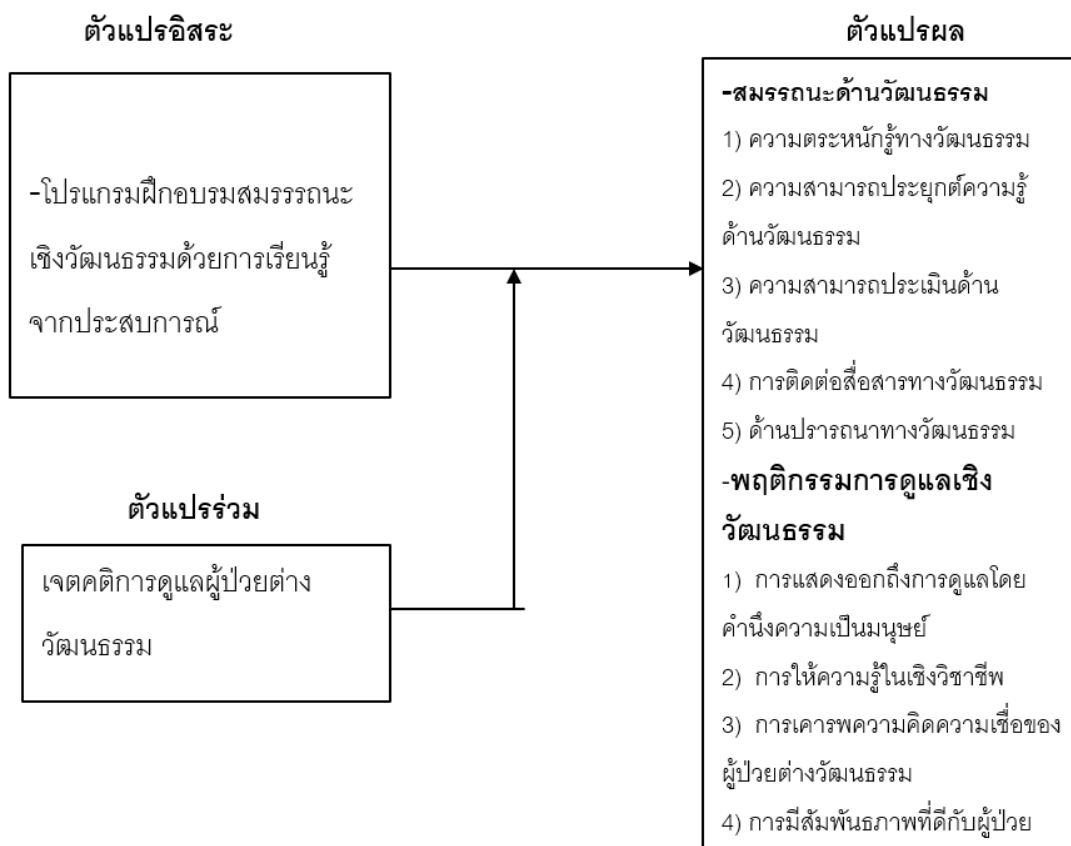 ตัวแปรอิสระ
-โปรแกรมฝึกอบรมสมรรรถนะ
เชิงวัฒนธรรมด้วยการเรียนรู้
จากประสบการณ์
ตัวแปรร่วม
เจตคติการดูแลผู้ป่วยต่าง
วัฒนธรรม
ตัวแปรผล
-สมรรถนะด้านวัฒนธรรม
1) ความตระหนักรู้ทางวัฒนธรรม
2) ความสามารถประยุกต์ความรู้
ด้านวัฒนธรรม
3) ความสามารถประเมินด้าน
วัฒนธรรม
4) การติดต่อสื่อสารทางวัฒนธรรม
5) ด้านปรารถนาทางวัฒนธรรม
-พฤติกรรมการดูแลเชิง
วัฒนธรรม
1) การแสดงออกถึงการดูแลโดย
คำนึงความเป็นมนุษย์
2) การให้ความรู้ในเชิงวิชาชีพ
3) การเคารพความคิดความเชื่อของ
ผู้ป่วยต่างวัฒนธรรม
4) การมีสัมพันธภาพที่ดีกับผู้ป่วย